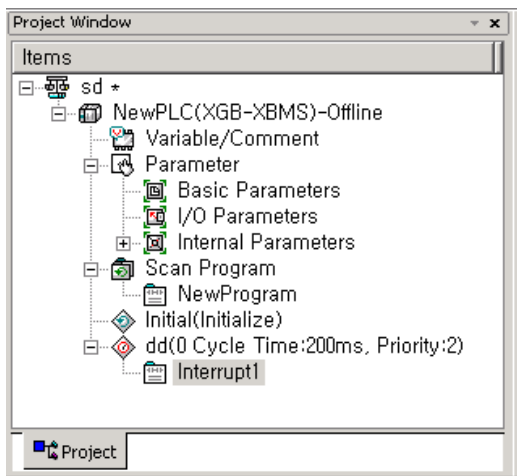 Project Window
Items
sd *
NewPLC(XGB-XBMS)-Offline
Variable/Comment
Parameter
Basic Parameters
I/O Parameters
Internal Parameters
Scan Program
NewProgram
Initial(Initialize)
dd(0 Cycle Time:200ms, Priority:2)
Interrupt1
Project